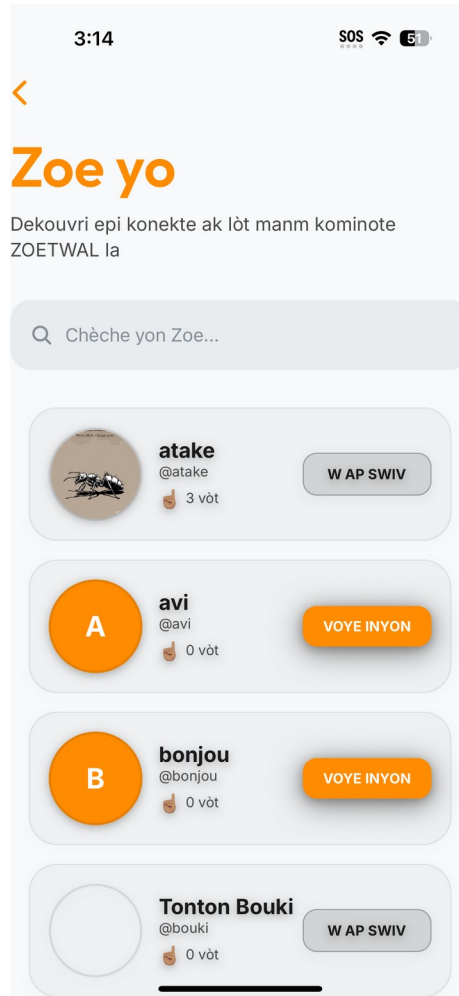 3:14
SOS
51
Zoe yo
Dekouvri epi konekte ak lòt manm kominote
ZOETWAL la
Chèche yon Zoe...
atake
@atake
3 vòt
W AP SWIV
A
avi
@avi
0 vòt
VOYE INYON
B
bonjou
@bonjou
0 vòt
VOYE INYON
Tonton Bouki
@bouki
0 vòt
W AP SWIV